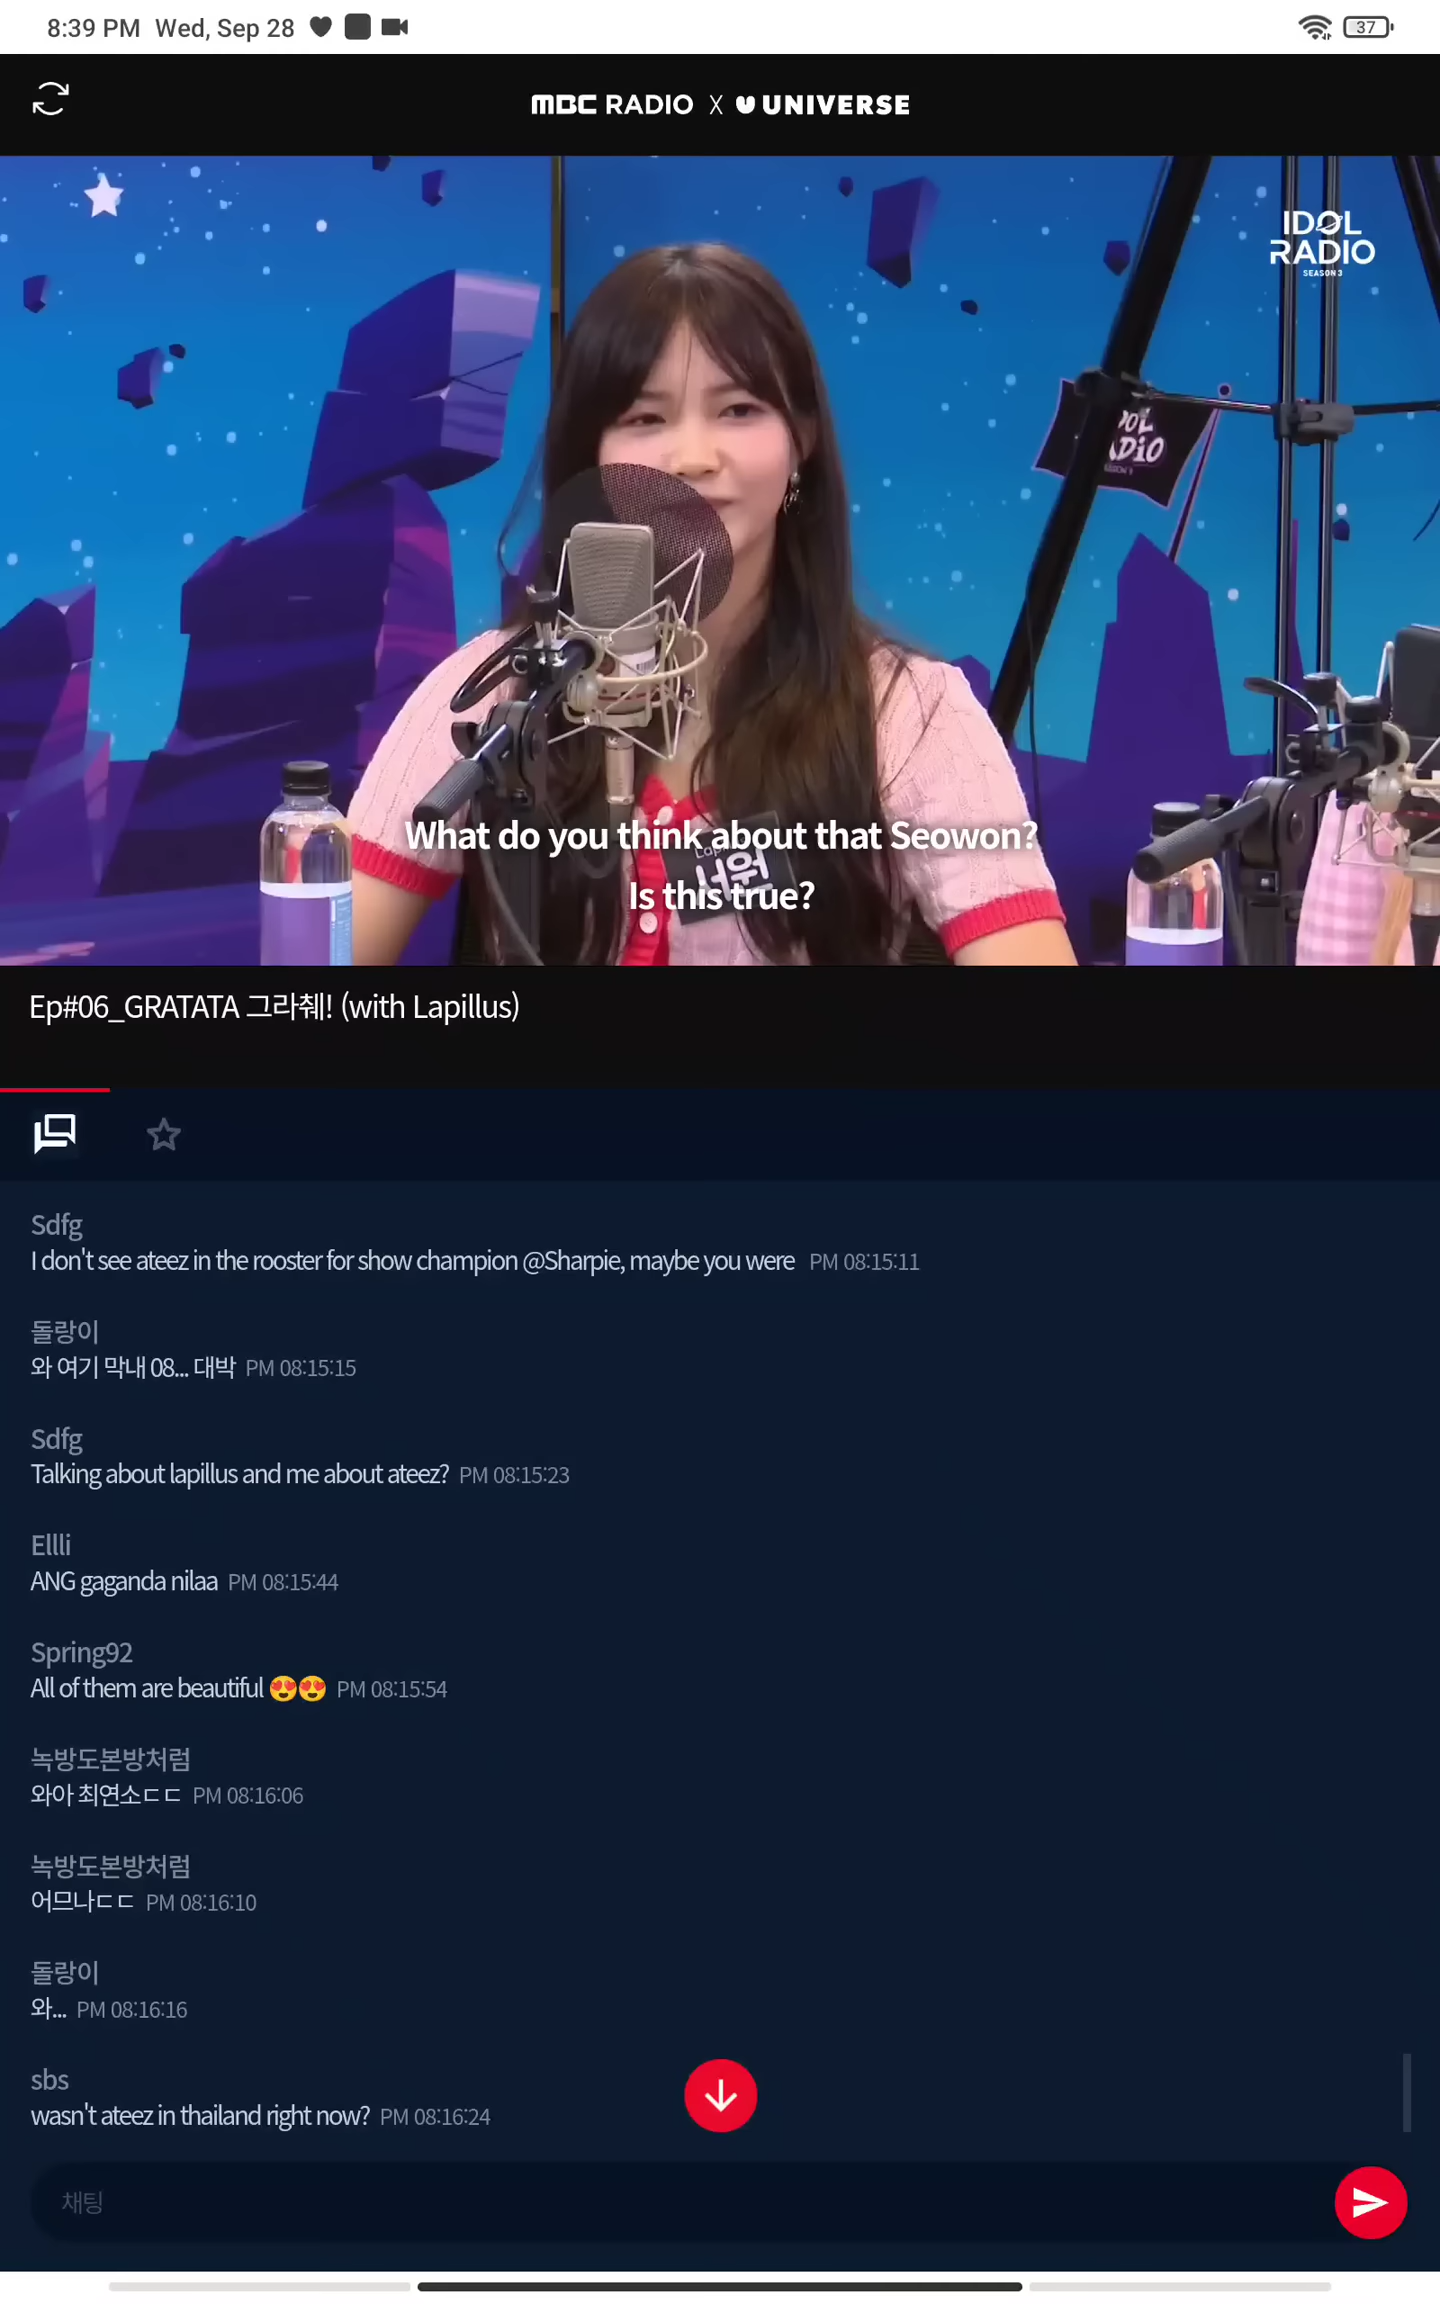 8:39 PM Wed, Sep 28
37
MBC RADIO X UNIVERSE
IDOL
RADIO
SEASON 3
What do you think about that Seowon?
Is this true?
Ep#06_GRATATA 그라췌! (with Lapillus)
Sdfg
I don't see ateez in the rooster for show champion @Sharpie, maybe you were PM 08:15:11
돌랑이
와 여기 막내 08... 대박 PM 08:15:15
Sdfg
Talking about lapillus and me about ateez? PM 08:15:23
Ellli
ANG gaganda nilaa PM 08:15:44
Spring92
All of them are beautiful 😍😍 PM 08:15:54
녹방도본방처럼
와아 최연소ㄷㄷ PM 08:16:06
녹방도본방처럼
어므나ㄷㄷ PM 08:16:10
돌랑이
와... PM 08:16:16
sbs
wasn't ateez in thailand right now? PM 08:16:24
채팅